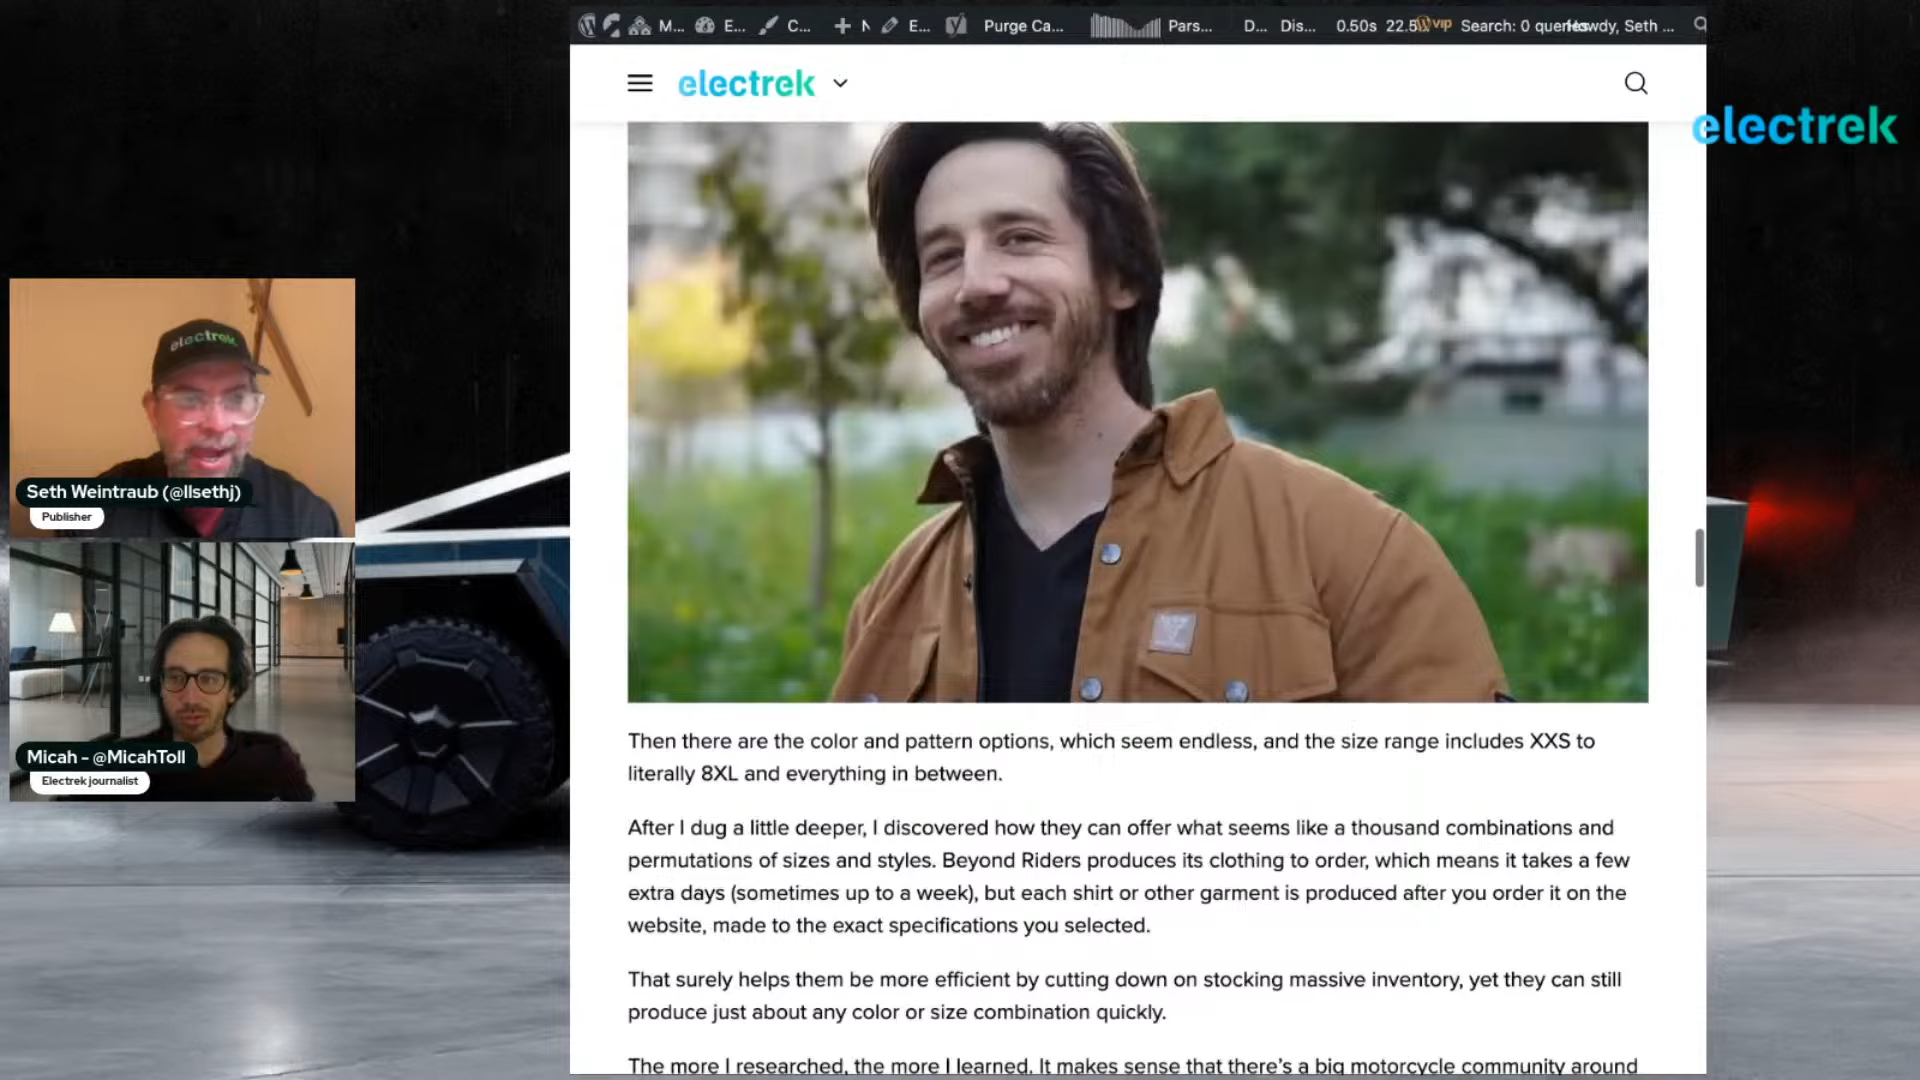 M...
E...
C...
N
E...
Purge Ca...
Pars...
D...
Dis...
0.50s
vip
Search: 0
Howdy, Seth ...
electrek
electrek
electrek
Seth Weintraub (@llsethj)
Publisher
Micah - @MicahToll
Electrek journalist
Then there are the color and pattern options, which seem endless, and the size range includes XXS to
literally 8XL and everything in between.
After I dug a little deeper, I discovered how they can offer what seems like a thousand combinations and
permutations of sizes and styles. Beyond Riders produces its clothing to order, which means it takes a few
extra days (sometimes up to a week), but each shirt or other garment is produced after you order it on the
website, made to the exact specifications you selected.
That surely helps them be more efficient by cutting down on stocking massive inventory, yet they can still
produce just about any color or size combination quickly.
The more I researched, the more I learned. It makes sense that there's a big motorcycle community around